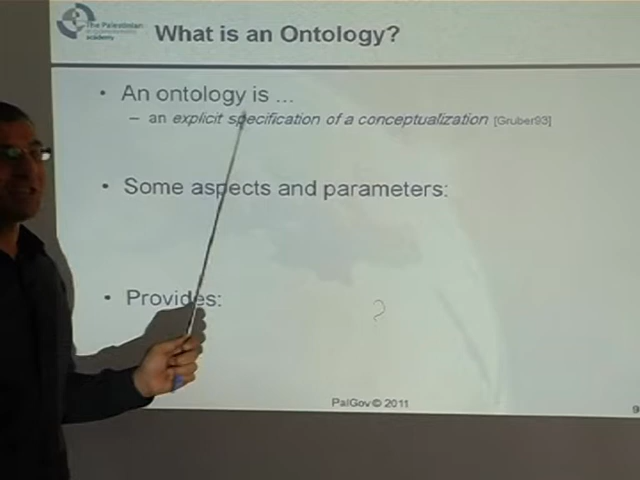 The Palestinian
academy
What is an Ontology?
• An ontology is ...
– an explicit specification of a conceptualization [Gruber93]
• Some aspects and parameters:
• Provides:
?
PalGov © 2011
9